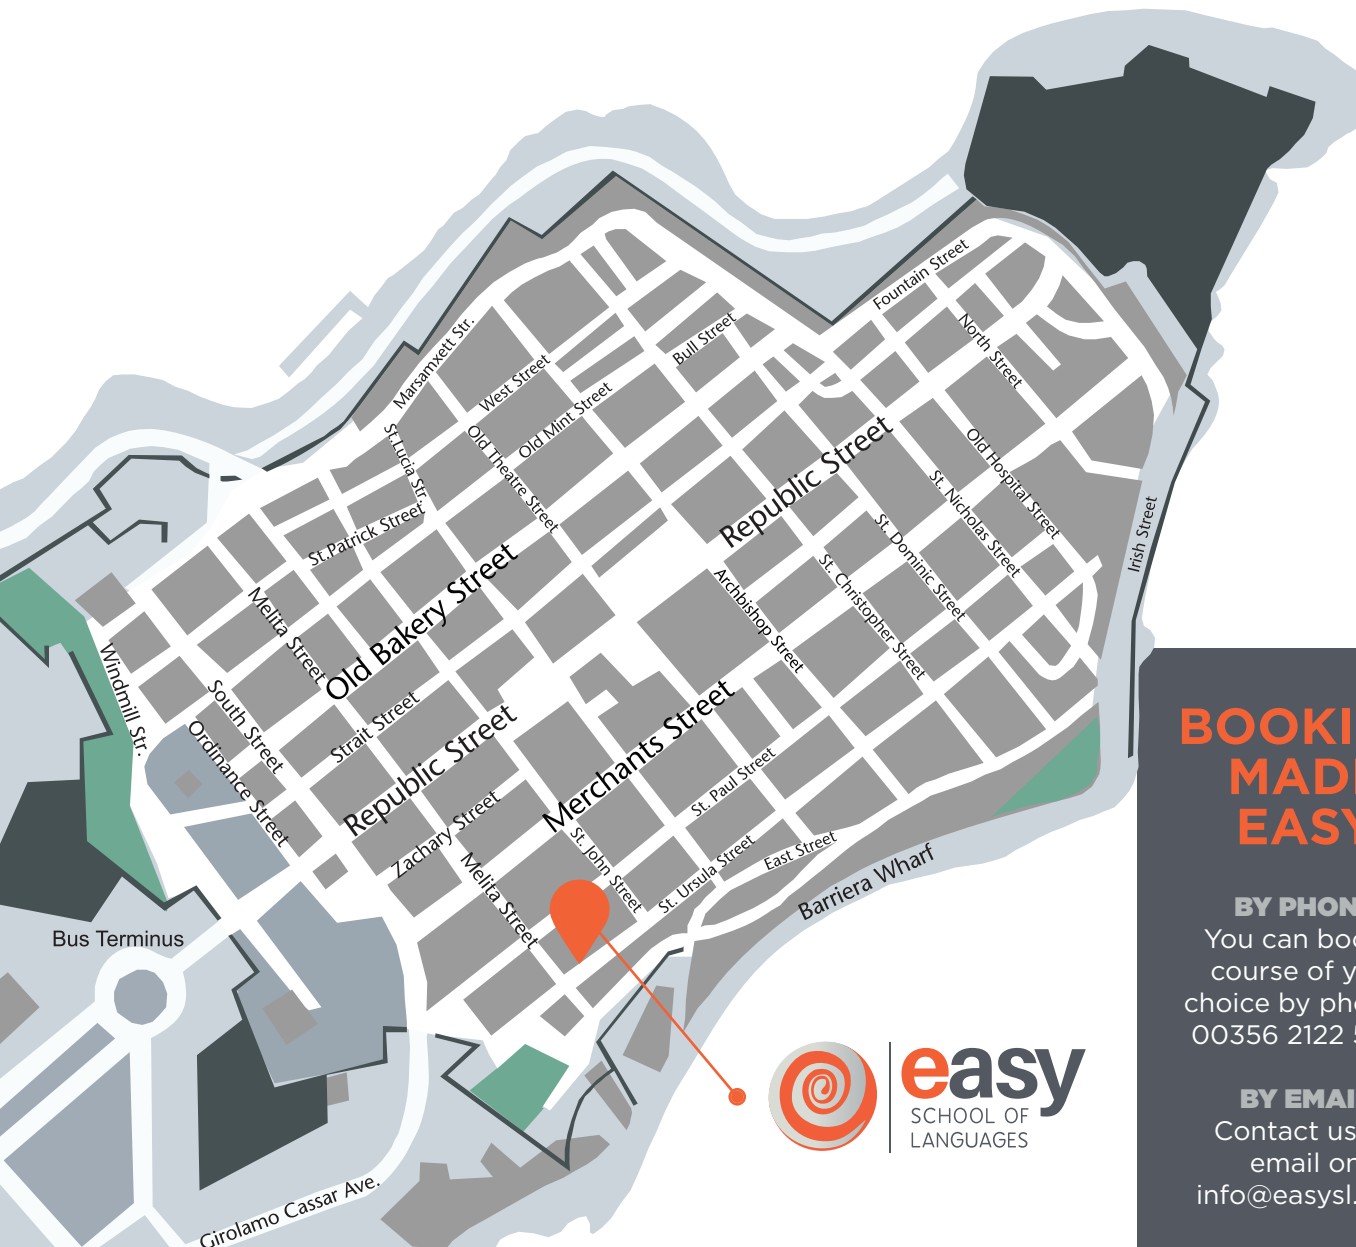 Fountain Street
North Street
Bull Street
Marsamxett Str.
West Street
Old Mint Street
St.Lucia Str.
Old Theatre Street
St.Patrick Street
Republic Street
Old Hospital Street
St. Nicholas Street
St. Dominic Street
St. Christopher Street
Archbishop Street
Irish Street
Old Bakery Street
Melita Street
Windmill Str.
South Street
Ordinance Street
Strait Street
Republic Street
Merchants Street
Zachary Street
St. Paul Street
St. John Street
Melita Street
St. Ursula Street
East Street
Barriera Wharf
Bus Terminus
Girolamo Cassar Ave.
easy
SCHOOL OF
LANGUAGES
BOOKI
MAD
EASY
BY PHON
You can boo
course of y
choice by pho
00356 2122
BY EMAI
Contact us
email on
info@easysl.